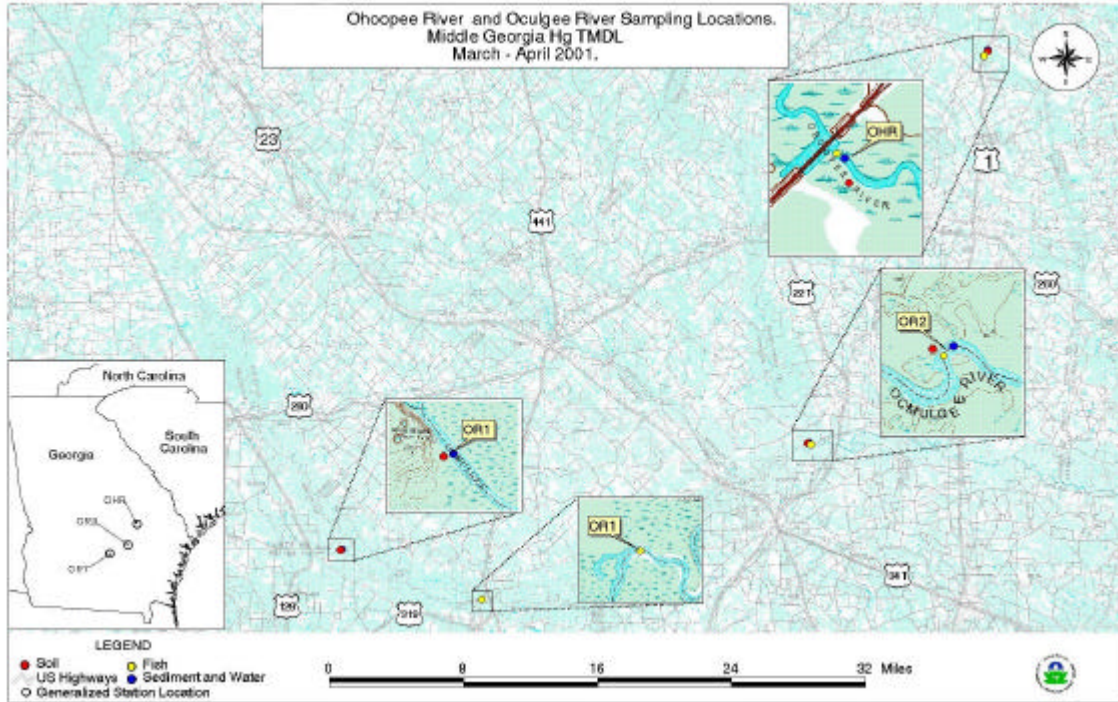 Ohoopee River and Oculgee River Sampling Locations.
Middle Georgia Hg TMDL
March - April 2001.
N
W
E
S
23
1
441
OHR
RIVER
221
280
OR2
OCMULGEE RIVER
North Carolina
South
Carolina
Georgia
OHR
OR2
OR1
280
OR1
OR1
341
129
319
LEGEND
Soil
Fish
US Highways
Sediment and Water
Generalized Station Location
0
8
16
24
32 Miles